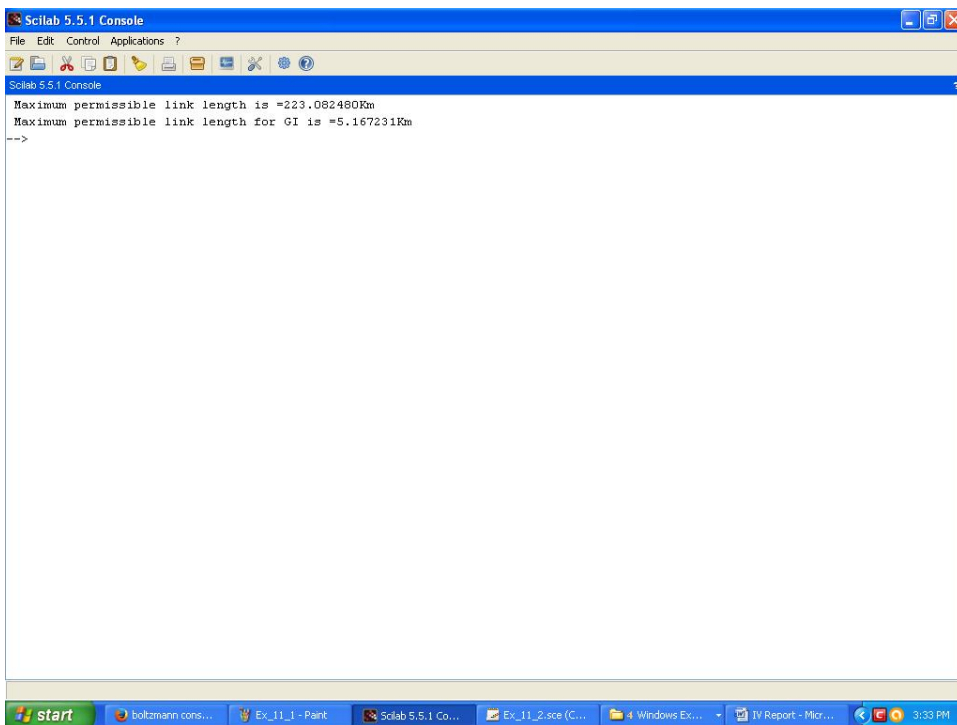 Scilab 5.5.1 Console
File Edit Control Applications ?
Scilab 5.5.1 Console ?
Maximum permissible link length is =223.082480Km
Maximum permissible link length for GI is =5.167231Km
-->
start boltzmann cons... Ex_11_1 - Paint Scilab 5.5.1 Co... Ex_11_2.sce (C... 4 Windows Ex... IV Report - Micr... 3:33 PM